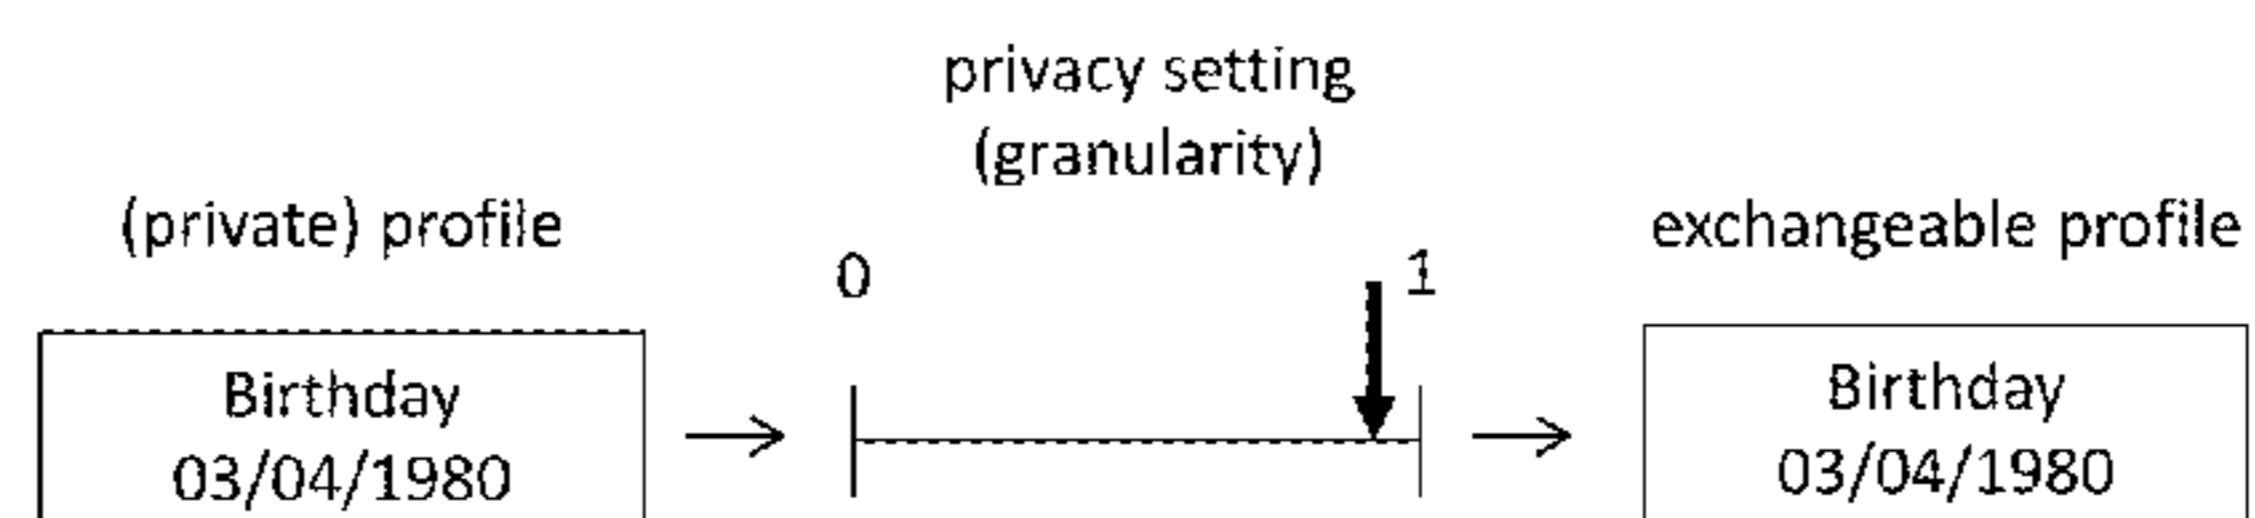 privacy setting
(granularity)
(private) profile
0
1
exchangeable profile
Birthday
03/04/1980
Birthday
03/04/1980